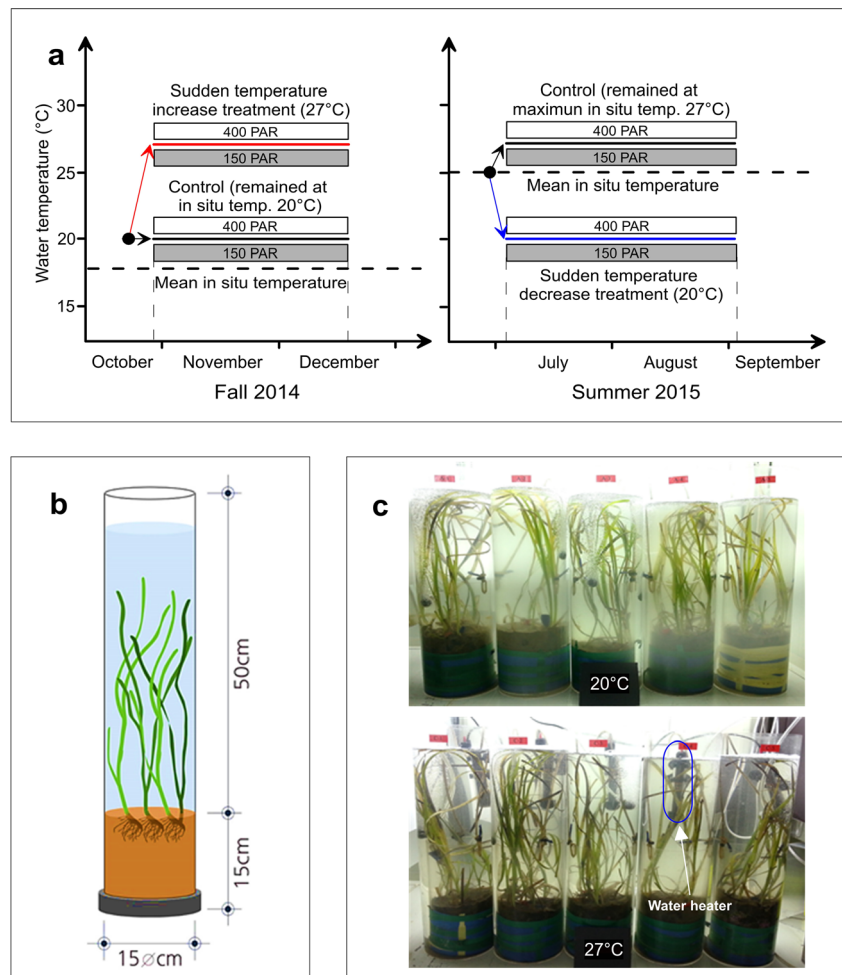 a
Water temperature (°C)
30
25
20
15
Sudden temperature
increase treatment (27°C)
400 PAR
150 PAR
Control (remained at
in situ temp. 20°C)
400 PAR
150 PAR
Mean in situ temperature
October
November
December
Fall 2014
Control (remained at
maximun in situ temp. 27°C)
400 PAR
150 PAR
Mean in situ temperature
400 PAR
150 PAR
Sudden temperature
decrease treatment (20°C)
July
August
September
Summer 2015
b
50cm
15cm
15⌀cm
c
20°C
Water heater
27°C